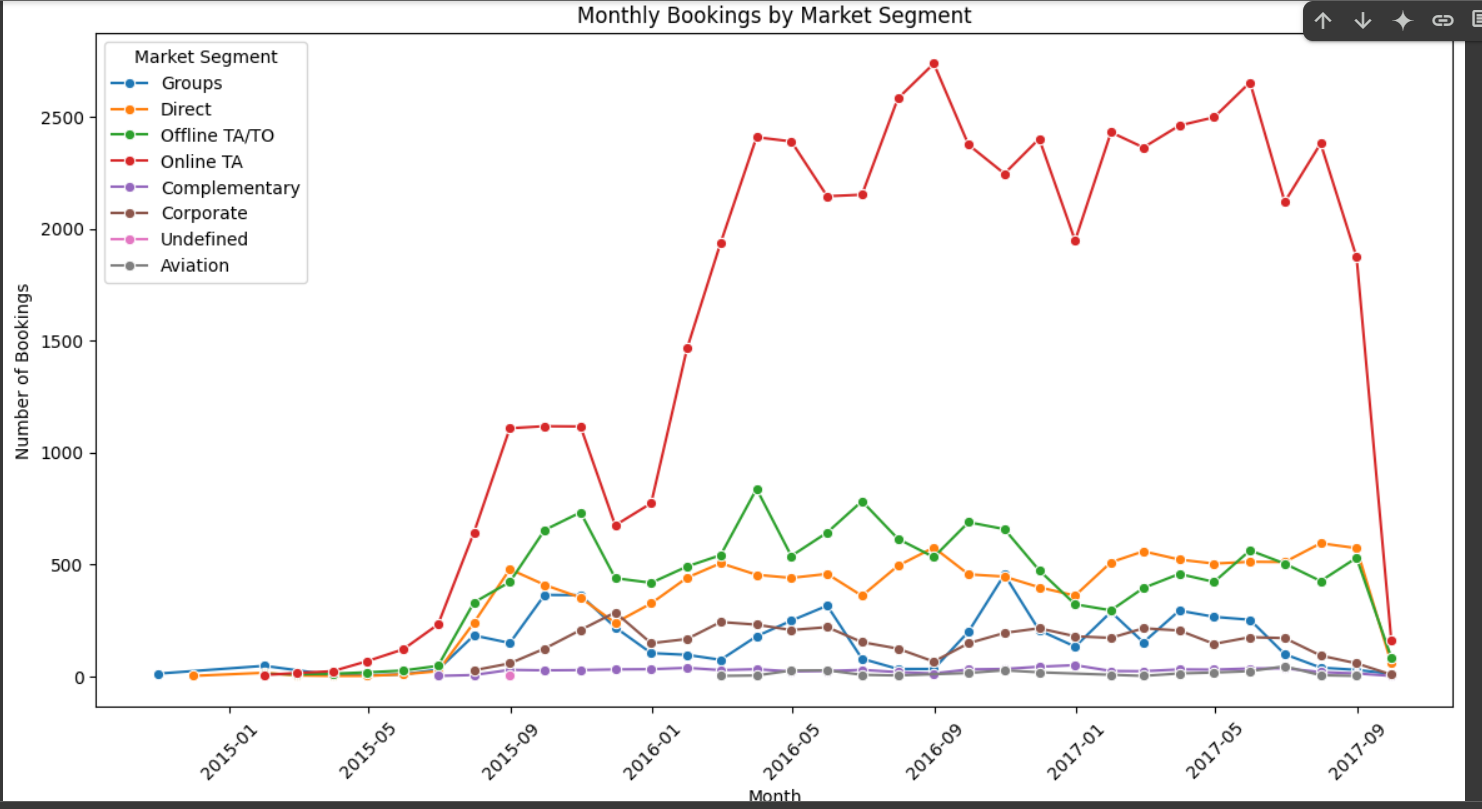 Monthly Bookings by Market Segment
Market Segment
Groups
Direct
Offline TA/TO
Online TA
Complementary
Corporate
Undefined
Aviation
Number of Bookings
2500
2000
1500
1000
500
0
2015-01
2015-05
2015-09
2016-01
2016-05
2016-09
2017-01
2017-05
2017-09
Month